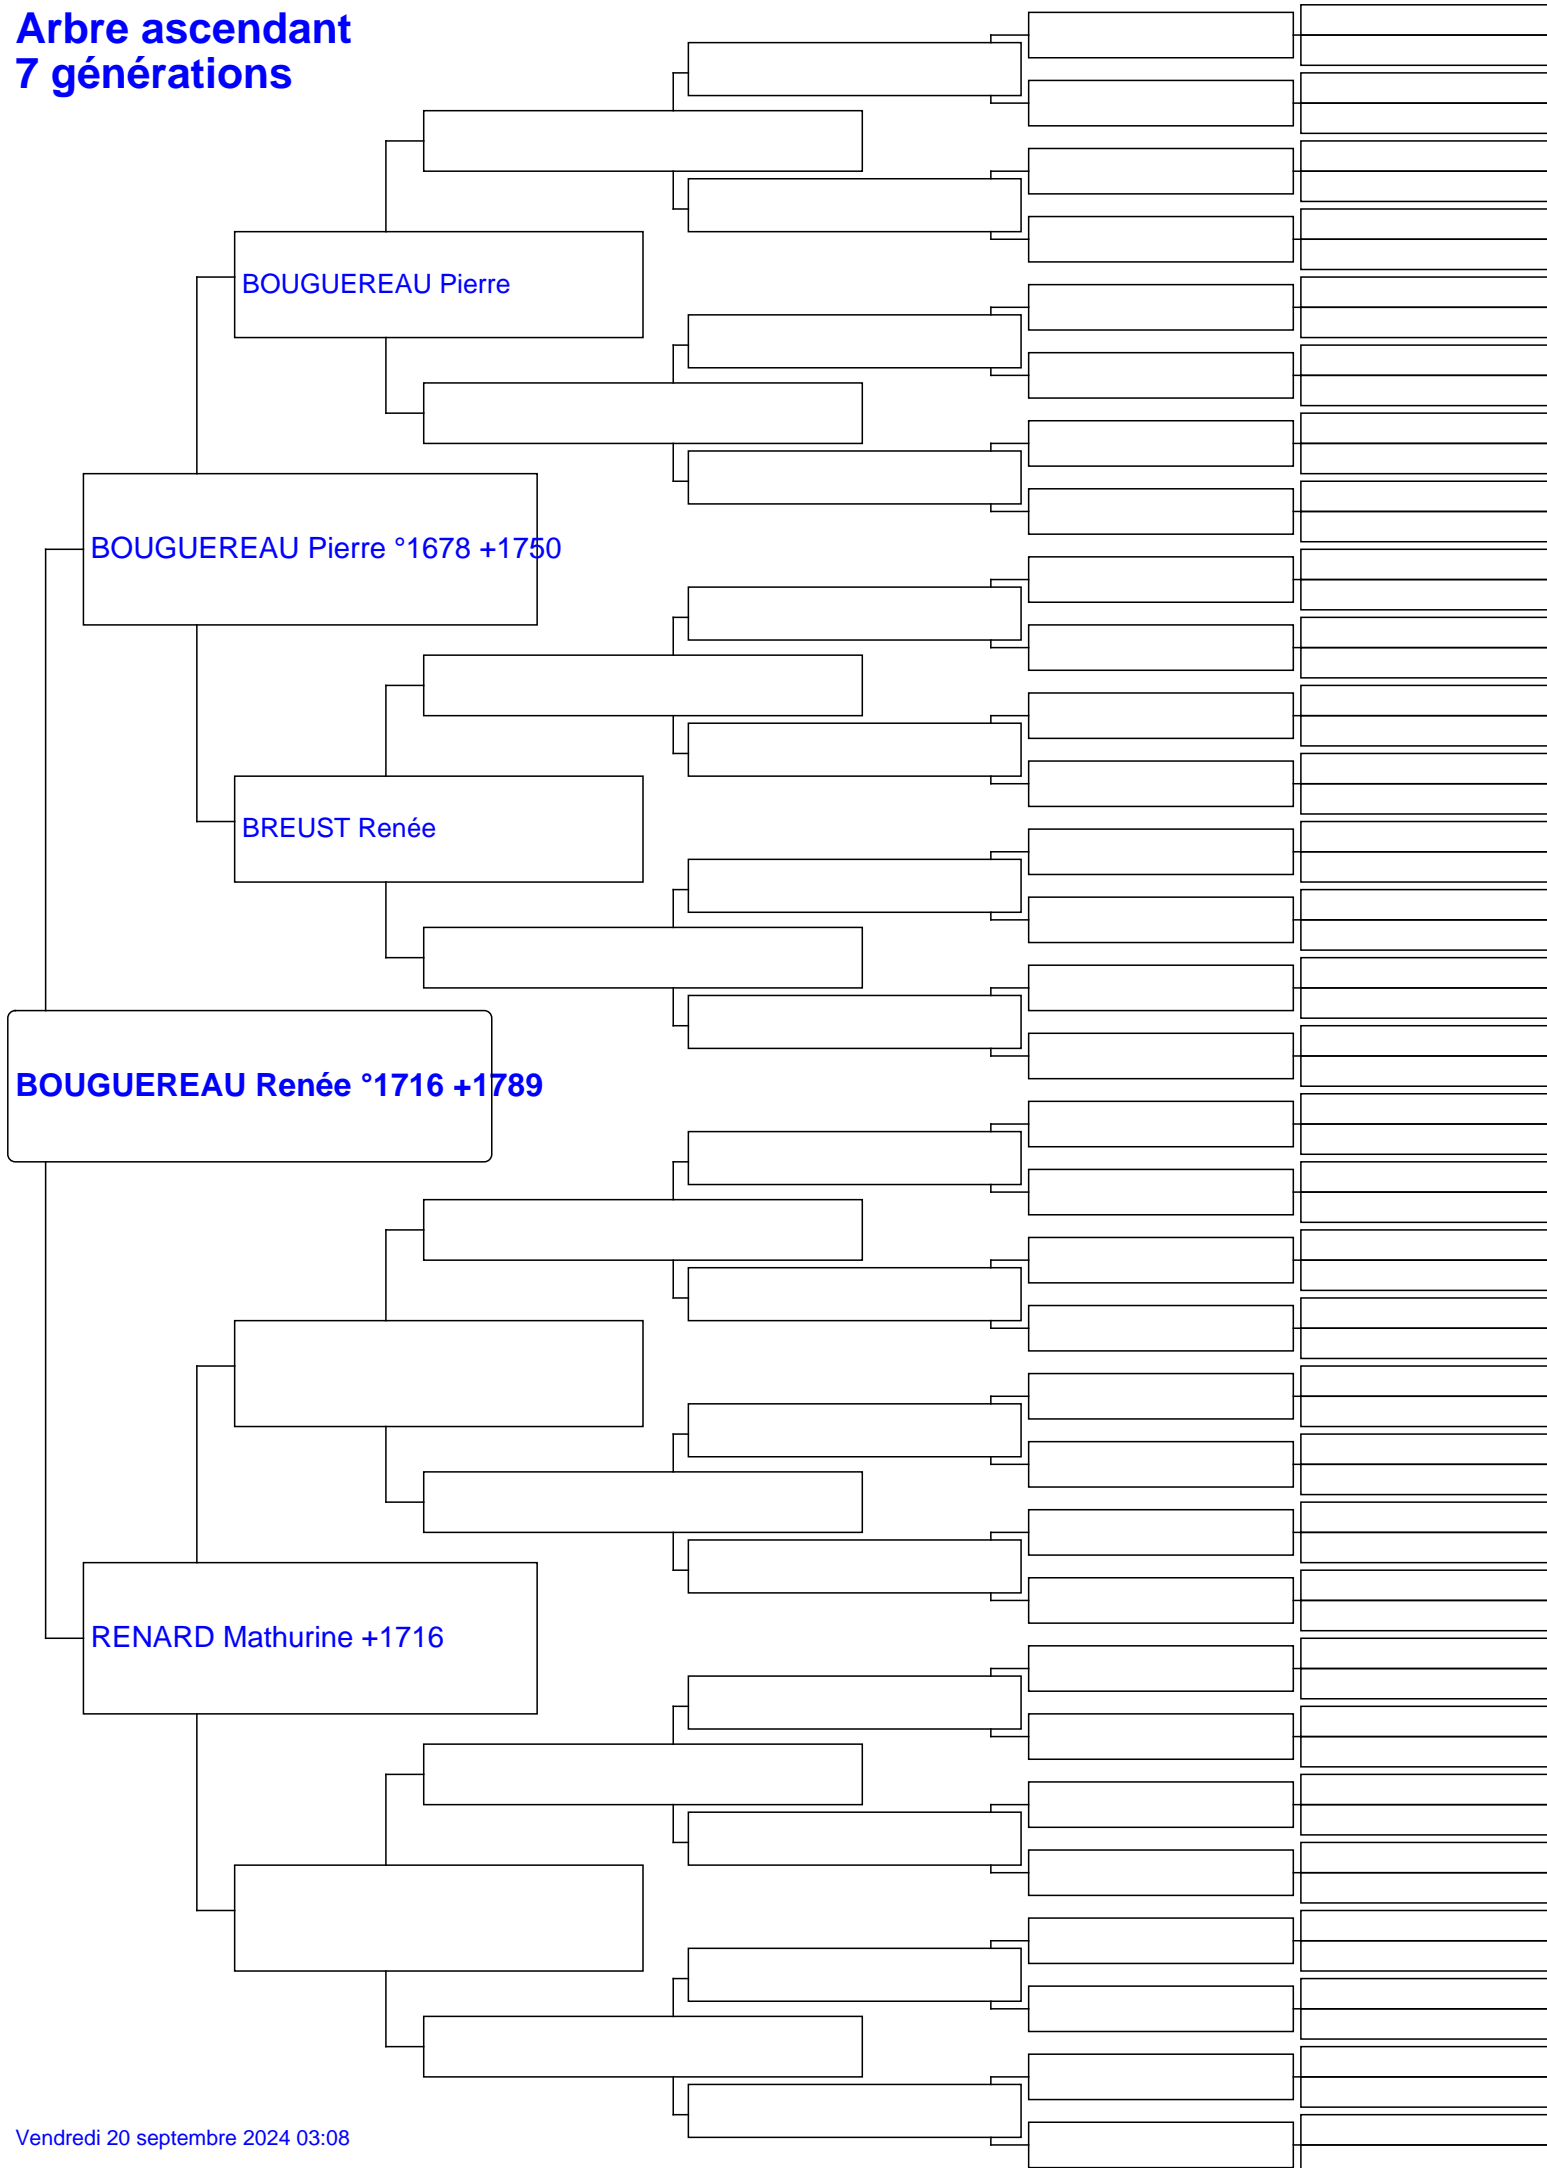 Arbre ascendant
7 générations
BOUGUEREAU Pierre
BOUGUEREAU Pierre °1678 +1750
BREUST Renée
BOUGUEREAU Renée °1716 +1789
RENARD Mathurine +1716
Vendredi 20 septembre 2024 03:08